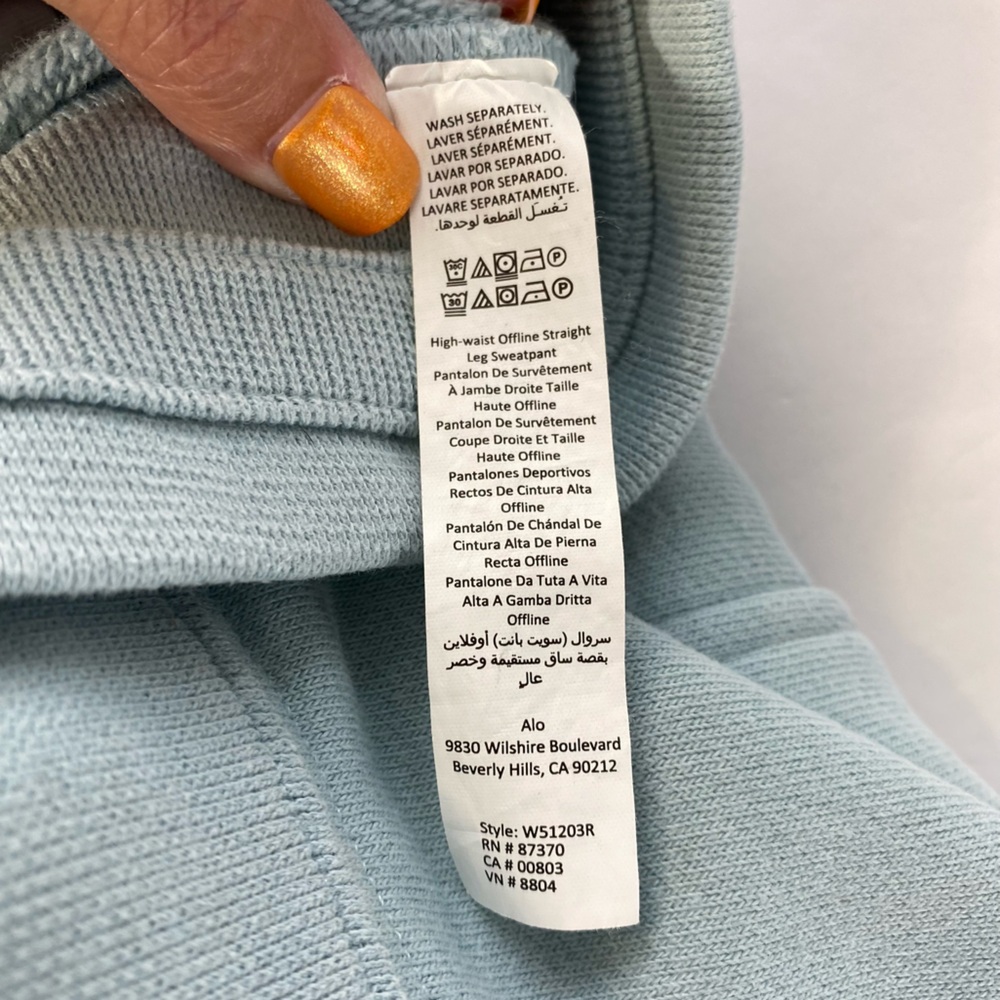 WASH SEPARATELY.
LAVER SÉPARÉMENT.
LAVER SÉPARÉMENT.
LAVAR POR SEPARADO.
LAVAR POR SEPARADO.
LAVARE SEPARATAMENTE.
تُغسَل القطعة لوحدها.
30C P
30 P
High-waist Offline Straight
Leg Sweatpant
Pantalon De Survêtement
À Jambe Droite Taille
Haute Offline
Pantalon De Survêtement
Coupe Droite Et Taille
Haute Offline
Pantalones Deportivos
Rectos De Cintura Alta
Offline
Pantalón De Chándal De
Cintura Alta De Pierna
Recta Offline
Pantalone Da Tuta A Vita
Alta A Gamba Dritta
Offline
سروال (سويت بانت) أوفلاين
بقصة ساق مستقيمة وخصر
عالٍ
Alo
9830 Wilshire Boulevard
Beverly Hills, CA 90212
Style: W51203R
RN # 87370
CA # 00803
VN # 8804